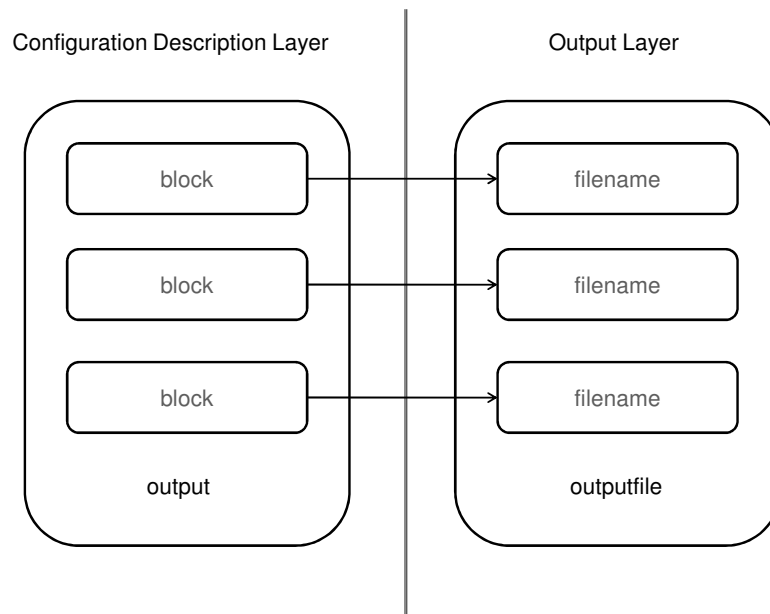 Configuration Description Layer
Output Layer
block
filename
block
filename
block
filename
output
outputfile